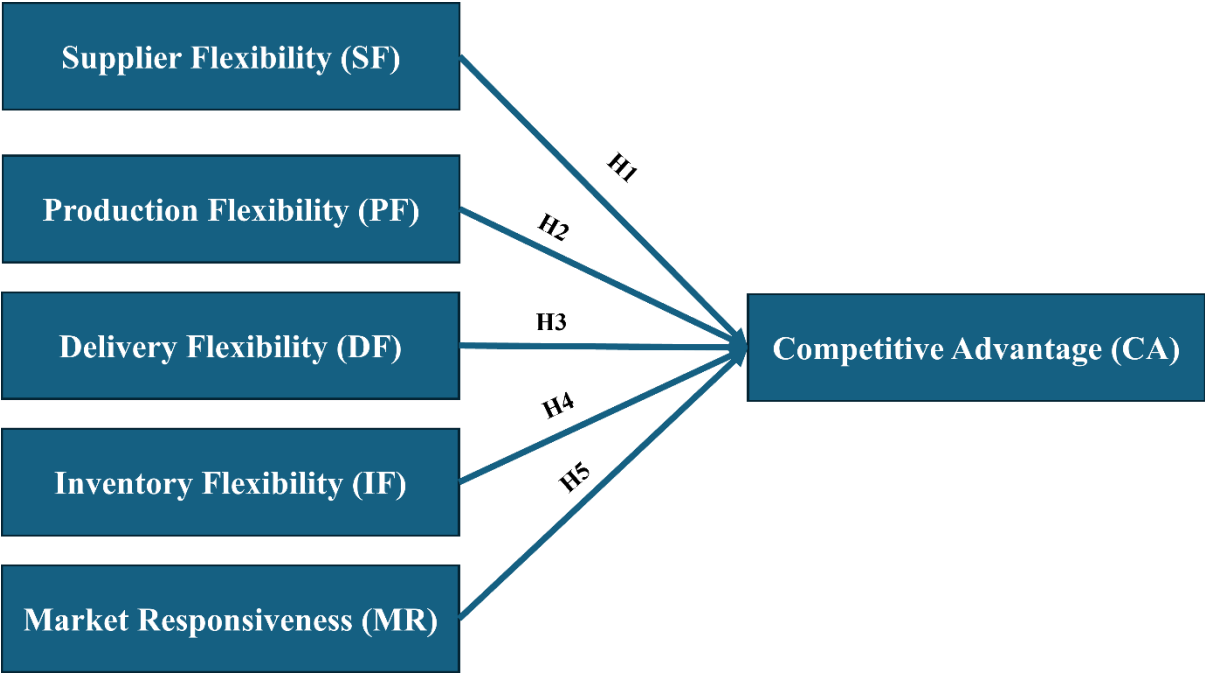 Supplier Flexibility (SF)
H1
Production Flexibility (PF)
H2
Delivery Flexibility (DF)
H3
Competitive Advantage (CA)
Inventory Flexibility (IF)
H4
Market Responsiveness (MR)
H5